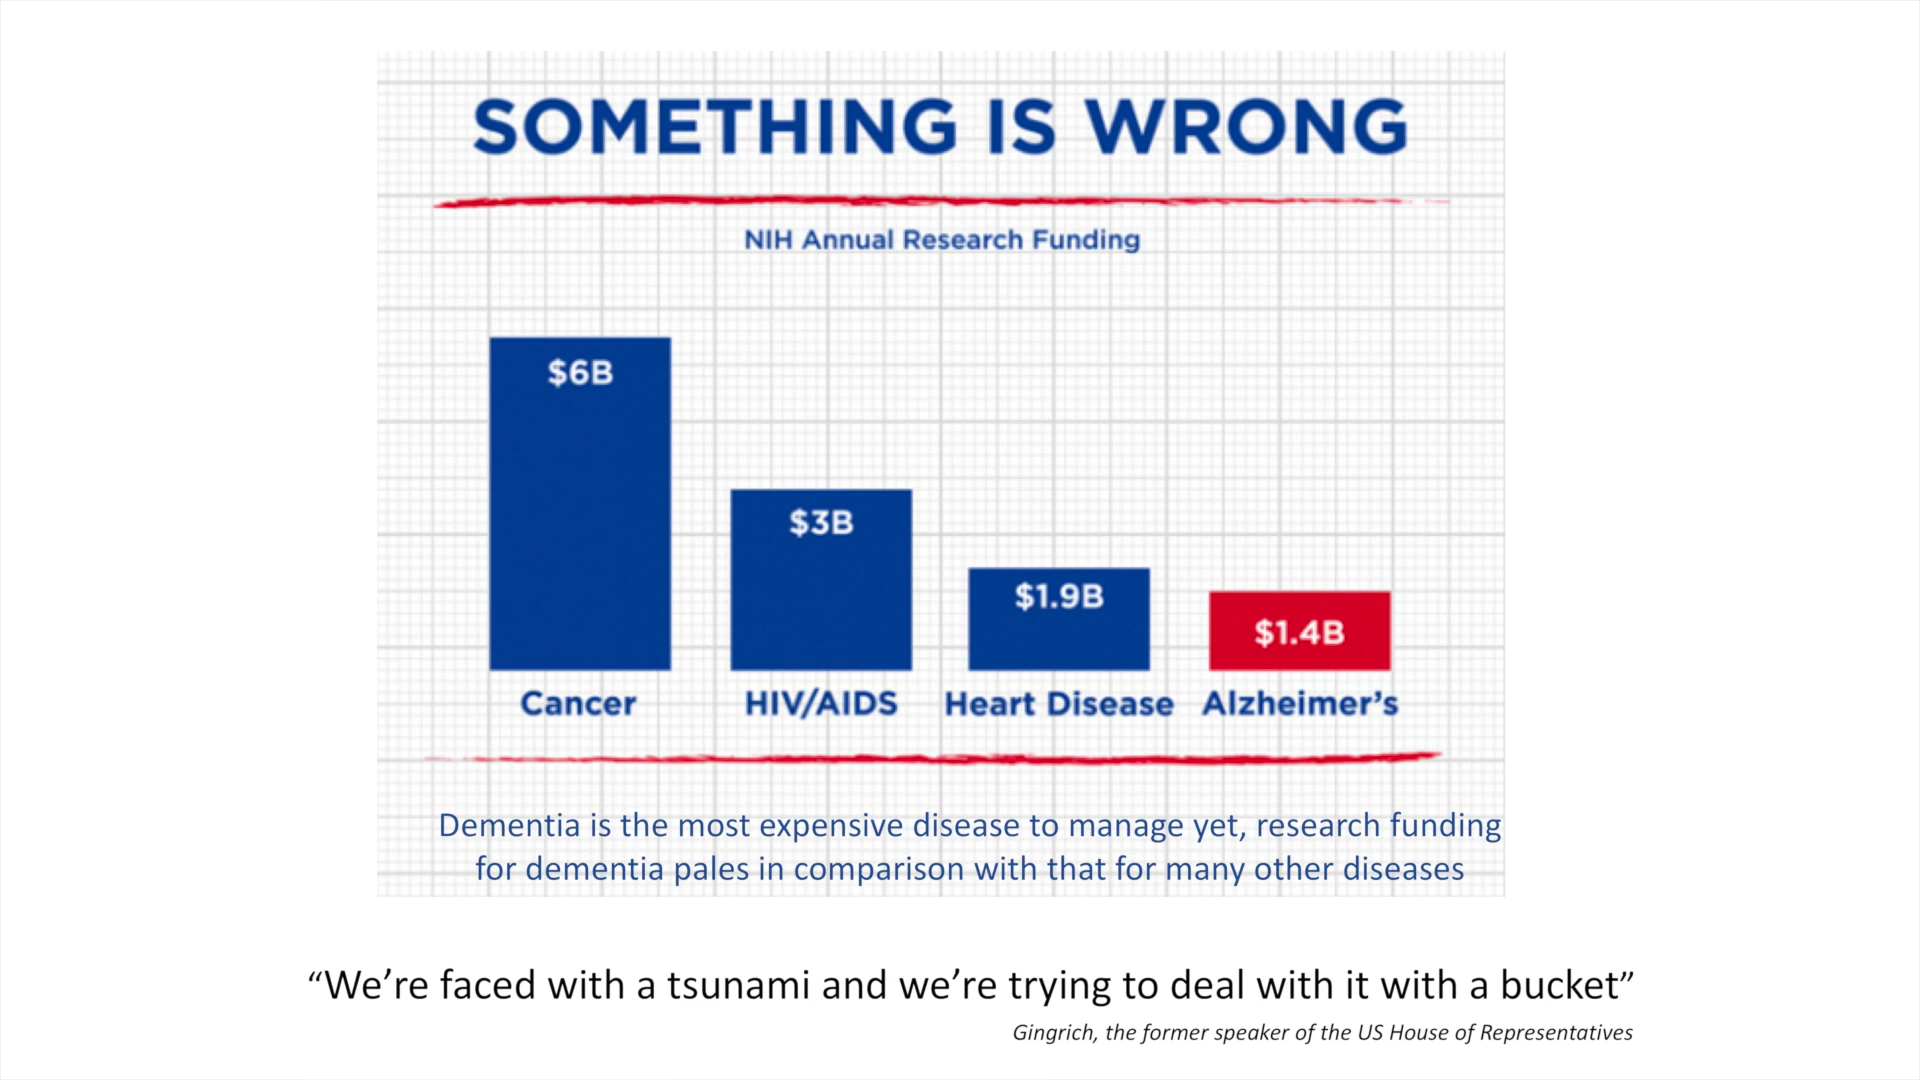 SOMETHING IS WRONG
NIH Annual Research Funding
$6B
$3B
$1.9B
$1.4B
Cancer
HIV/AIDS
Heart Disease
Alzheimer's
Dementia is the most expensive disease to manage yet, research funding
for dementia pales in comparison with that for many other diseases
“We’re faced with a tsunami and we’re trying to deal with it with a bucket”
Gingrich, the former speaker of the US House of Representatives